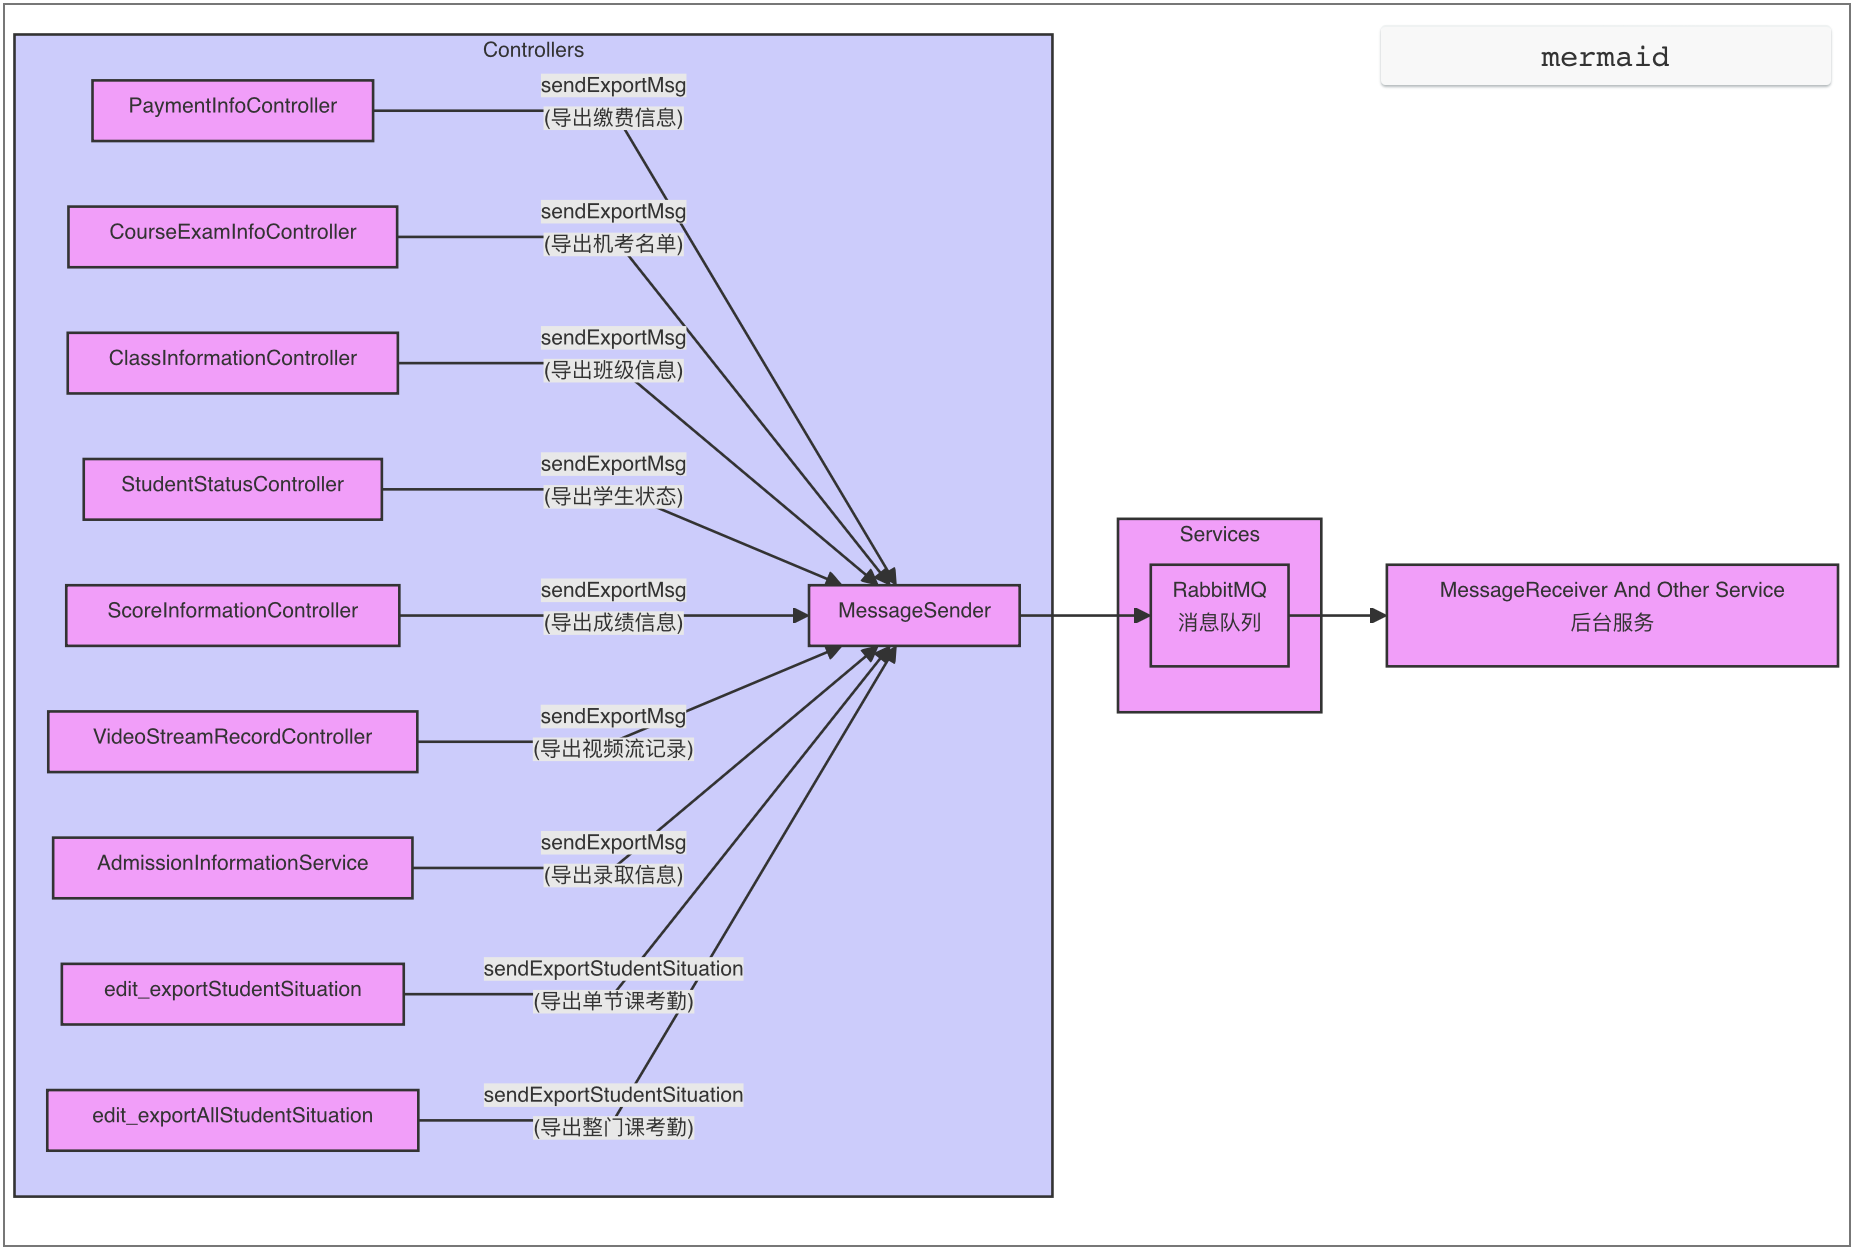 mermaid
Controllers
PaymentInfoController
sendExportMsg
(导出缴费信息)
CourseExamInfoController
sendExportMsg
(导出机考名单)
ClassInformationController
sendExportMsg
(导出班级信息)
StudentStatusController
sendExportMsg
(导出学生状态)
ScoreInformationController
sendExportMsg
(导出成绩信息)
VideoStreamRecordController
sendExportMsg
(导出视频流记录)
AdmissionInformationService
sendExportMsg
(导出录取信息)
edit_exportStudentSituation
sendExportStudentSituation
(导出单节课考勤)
edit_exportAllStudentSituation
sendExportStudentSituation
(导出整门课考勤)
MessageSender
Services
RabbitMQ
消息队列
MessageReceiver And Other Service
后台服务